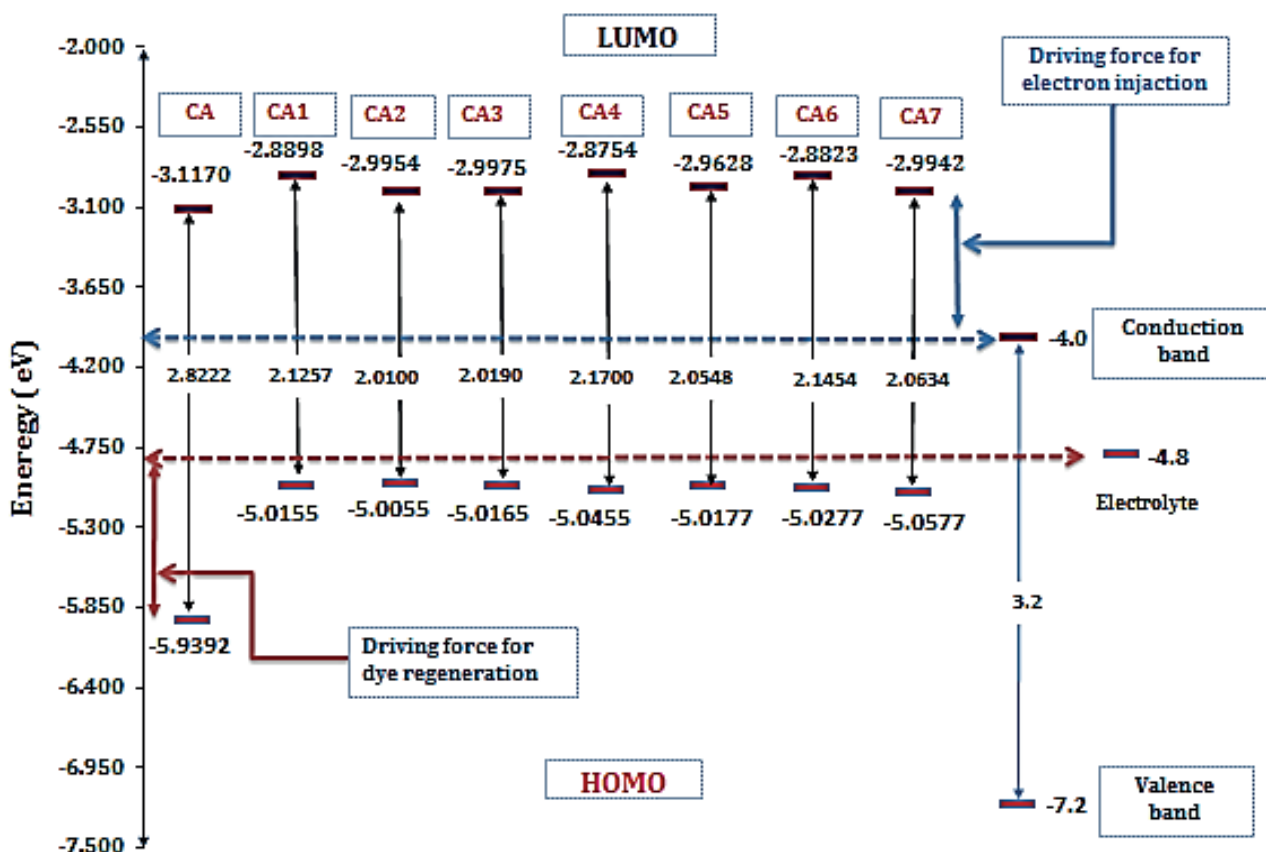 LUMO
Driving force for
electron injaction
-2.000
CA
CA1
CA2
CA3
CA4
CA5
CA6
CA7
-2.550
-3.1170
-2.8898
-2.9954
-2.9975
-2.8754
-2.9628
-2.8823
-2.9942
-3.100
-3.650
-4.0
Conduction
band
-4.200
2.8222
2.1257
2.0100
2.0190
2.1700
2.0548
2.1454
2.0634
-4.750
-4.8
Electrolyte
-5.0155
-5.0055
-5.0165
-5.0455
-5.0177
-5.0277
-5.0577
-5.300
-5.850
3.2
-5.9392
Driving force for
dye regeneration
-6.400
-6.950
HOMO
-7.2
Valence
band
-7.500
Eneregy ( eV)